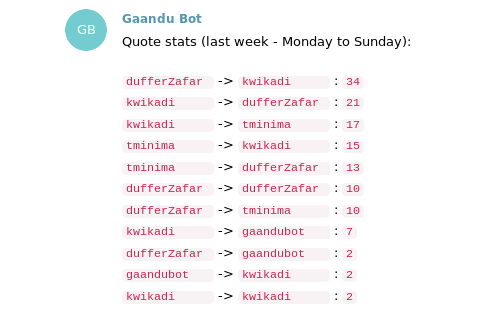 GB
Gaandu Bot
Quote stats (last week - Monday to Sunday):
dufferZafar -> kwikadi : 34
kwikadi -> dufferZafar : 21
kwikadi -> tminima : 17
tminima -> kwikadi : 15
tminima -> dufferZafar : 13
dufferZafar -> dufferZafar : 10
dufferZafar -> tminima : 10
kwikadi -> gaandubot : 7
dufferZafar -> gaandubot : 2
gaandubot -> kwikadi : 2
kwikadi -> kwikadi : 2